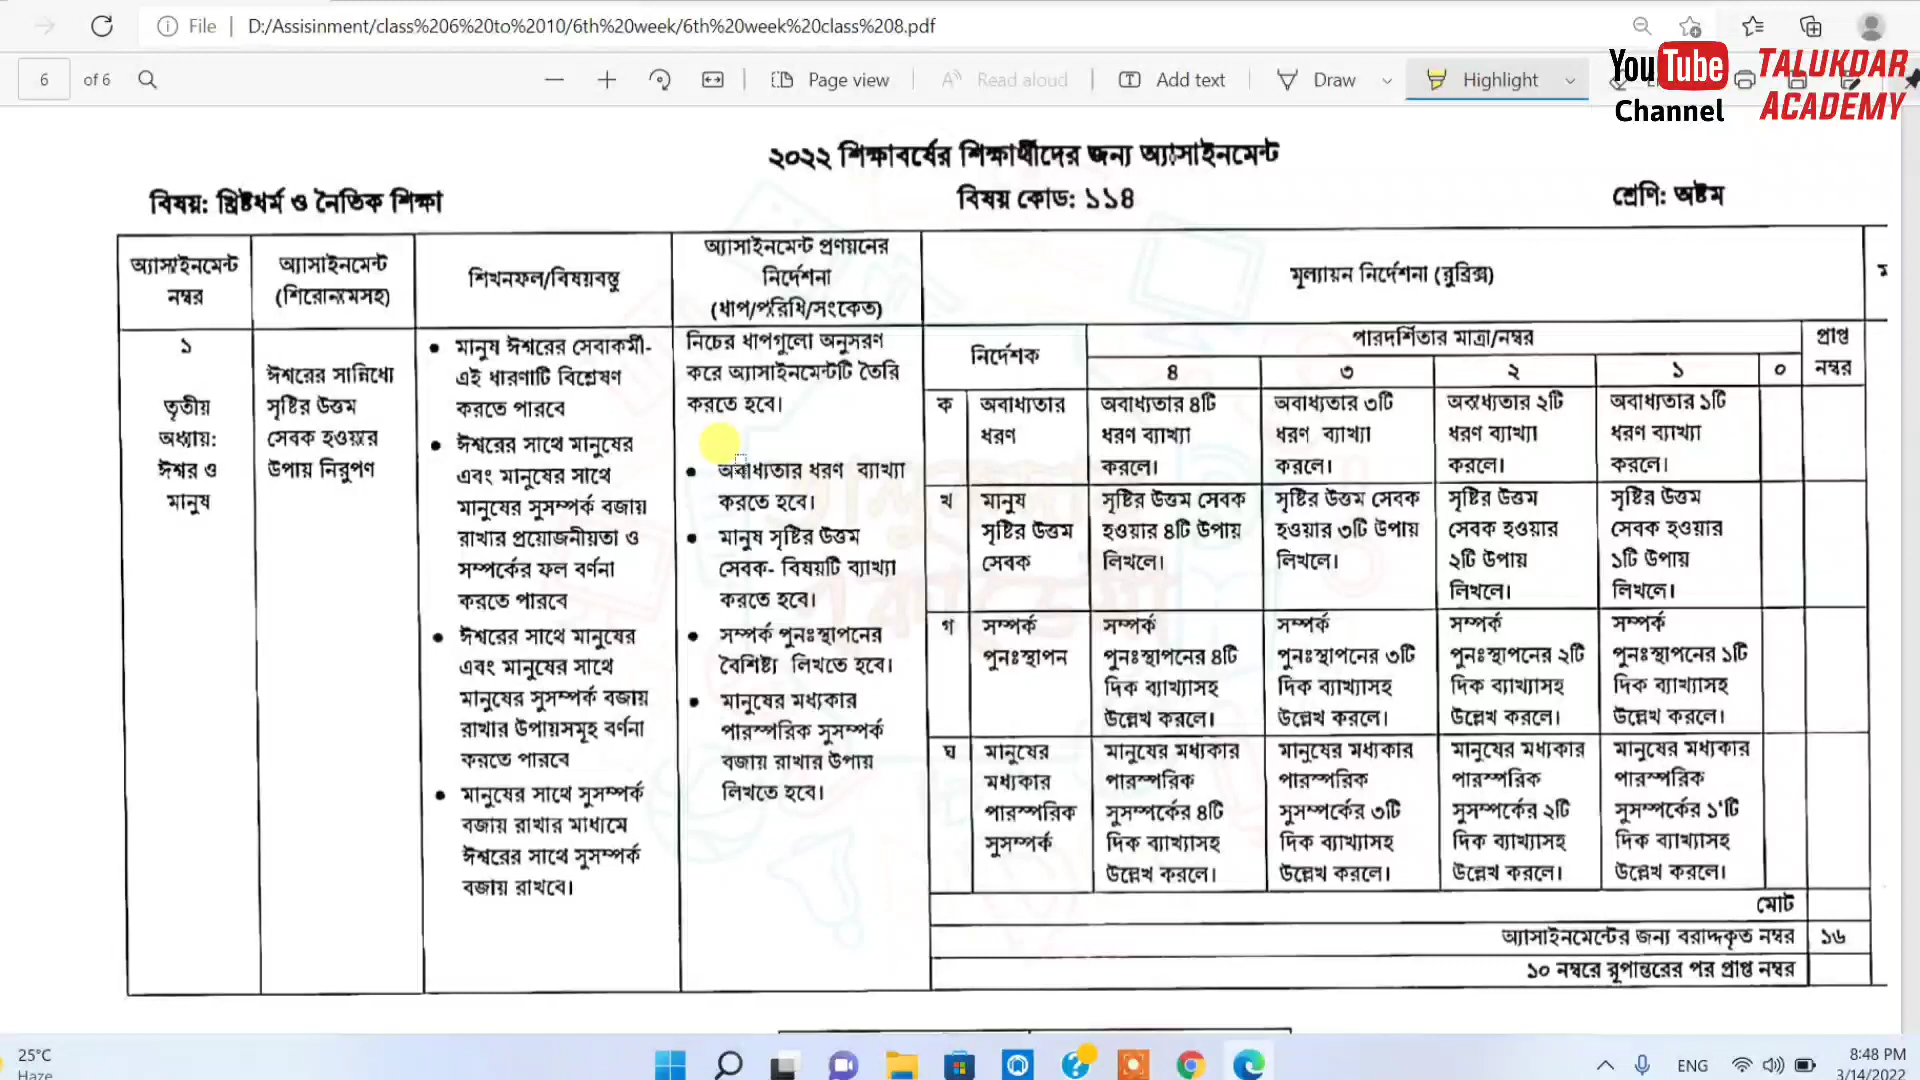 File
D:/Assisinment/class%206%20to%2010/6th%20week/6th%20week%20class%208.pdf
6 of 6
Page view
Read aloud
Add text
Draw
Highlight
YouTube Channel
TALUKDAR ACADEMY
২০২২ শিক্ষাবর্ষের শিক্ষার্থীদের জন্য অ্যাসাইনমেন্ট
বিষয়: খ্রিষ্টধর্ম ও নৈতিক শিক্ষা
বিষয় কোড: ১১৪
শ্রেণি: অষ্টম
অ্যাসাইনমেন্ট
নম্বর
অ্যাসাইনমেন্ট
(শিরোনামসহ)
শিখনফল/বিষয়বস্তু
অ্যাসাইনমেন্ট প্রণয়নের
নির্দেশনা
(ধাপ/পরিধি/সংকেত)
মূল্যায়ন নির্দেশনা (রুব্রিক্স)
১
তৃতীয়
অধ্যায়:
ঈশ্বর ও
মানুষ
ঈশ্বরের সান্নিধ্যে
সৃষ্টির উত্তম
সেবক হওয়ার
উপায় নিরুপণ
মানুষ ঈশ্বরের সেবাকর্মী-
এই ধারণাটি বিশ্লেষণ
করতে পারবে
ঈশ্বরের সাথে মানুষের
এবং মানুষের সাথে
মানুষের সুসম্পর্ক বজায়
রাখার প্রয়োজনীয়তা ও
সম্পর্কের ফল বর্ণনা
করতে পারবে
ঈশ্বরের সাথে মানুষের
এবং মানুষের সাথে
মানুষের সুসম্পর্ক বজায়
রাখার উপায়সমূহ বর্ণনা
করতে পারবে
মানুষের সাথে সুসম্পর্ক
বজায় রাখার মাধ্যমে
ঈশ্বরের সাথে সুসম্পর্ক
বজায় রাখবে।
নিচের ধাপগুলো অনুসরণ
করে অ্যাসাইনমেন্টটি তৈরি
করতে হবে।
অবাধ্যতার ধরণ ব্যাখ্যা
করতে হবে।
মানুষ সৃষ্টির উত্তম
সেবক- বিষয়টি ব্যাখ্যা
করতে হবে।
সম্পর্ক পুনঃস্থাপনের
বৈশিষ্ট্য লিখতে হবে।
মানুষের মধ্যকার
পারস্পরিক সুসম্পর্ক
বজায় রাখার উপায়
লিখতে হবে।
নির্দেশক
পারদর্শিতার মাত্রা/নম্বর
প্রাপ্ত
নম্বর
৪ ৩ ২ ১ ০
ক
অবাধ্যতার
ধরণ
অবাধ্যতার ৪টি
ধরণ ব্যাখ্যা
করলে।
অবাধ্যতার ৩টি
ধরণ ব্যাখ্যা
করলে।
অবাধ্যতার ২টি
ধরণ ব্যাখ্যা
করলে।
অবাধ্যতার ১টি
ধরণ ব্যাখ্যা
করলে।
খ
মানুষ
সৃষ্টির উত্তম
সেবক
সৃষ্টির উত্তম সেবক
হওয়ার ৪টি উপায়
লিখলে।
সৃষ্টির উত্তম সেবক
হওয়ার ৩টি উপায়
লিখলে।
সৃষ্টির উত্তম
সেবক হওয়ার
২টি উপায়
লিখলে।
সৃষ্টির উত্তম
সেবক হওয়ার
১টি উপায়
লিখলে।
গ
সম্পর্ক
পুনঃস্থাপন
সম্পর্ক
পুনঃস্থাপনের ৪টি
দিক ব্যাখ্যাসহ
উল্লেখ করলে।
সম্পর্ক
পুনঃস্থাপনের ৩টি
দিক ব্যাখ্যাসহ
উল্লেখ করলে।
সম্পর্ক
পুনঃস্থাপনের ২টি
দিক ব্যাখ্যাসহ
উল্লেখ করলে।
সম্পর্ক
পুনঃস্থাপনের ১টি
দিক ব্যাখ্যাসহ
উল্লেখ করলে।
ঘ
মানুষের
মধ্যকার
পারস্পরিক
সুসম্পর্ক
মানুষের মধ্যকার
পারস্পরিক
সুসম্পর্কের ৪টি
দিক ব্যাখ্যাসহ
উল্লেখ করলে।
মানুষের মধ্যকার
পারস্পরিক
সুসম্পর্কের ৩টি
দিক ব্যাখ্যাসহ
উল্লেখ করলে।
মানুষের মধ্যকার
পারস্পরিক
সুসম্পর্কের ২টি
দিক ব্যাখ্যাসহ
উল্লেখ করলে।
মানুষের মধ্যকার
পারস্পরিক
সুসম্পর্কের ১টি
দিক ব্যাখ্যাসহ
উল্লেখ করলে।
মোট
অ্যাসাইনমেন্টের জন্য বরাদ্দকৃত নম্বর ১৬
১০ নম্বরে রূপান্তরের পর প্রাপ্ত নম্বর
25°C
Haze
ENG
8:48 PM
3/14/2022